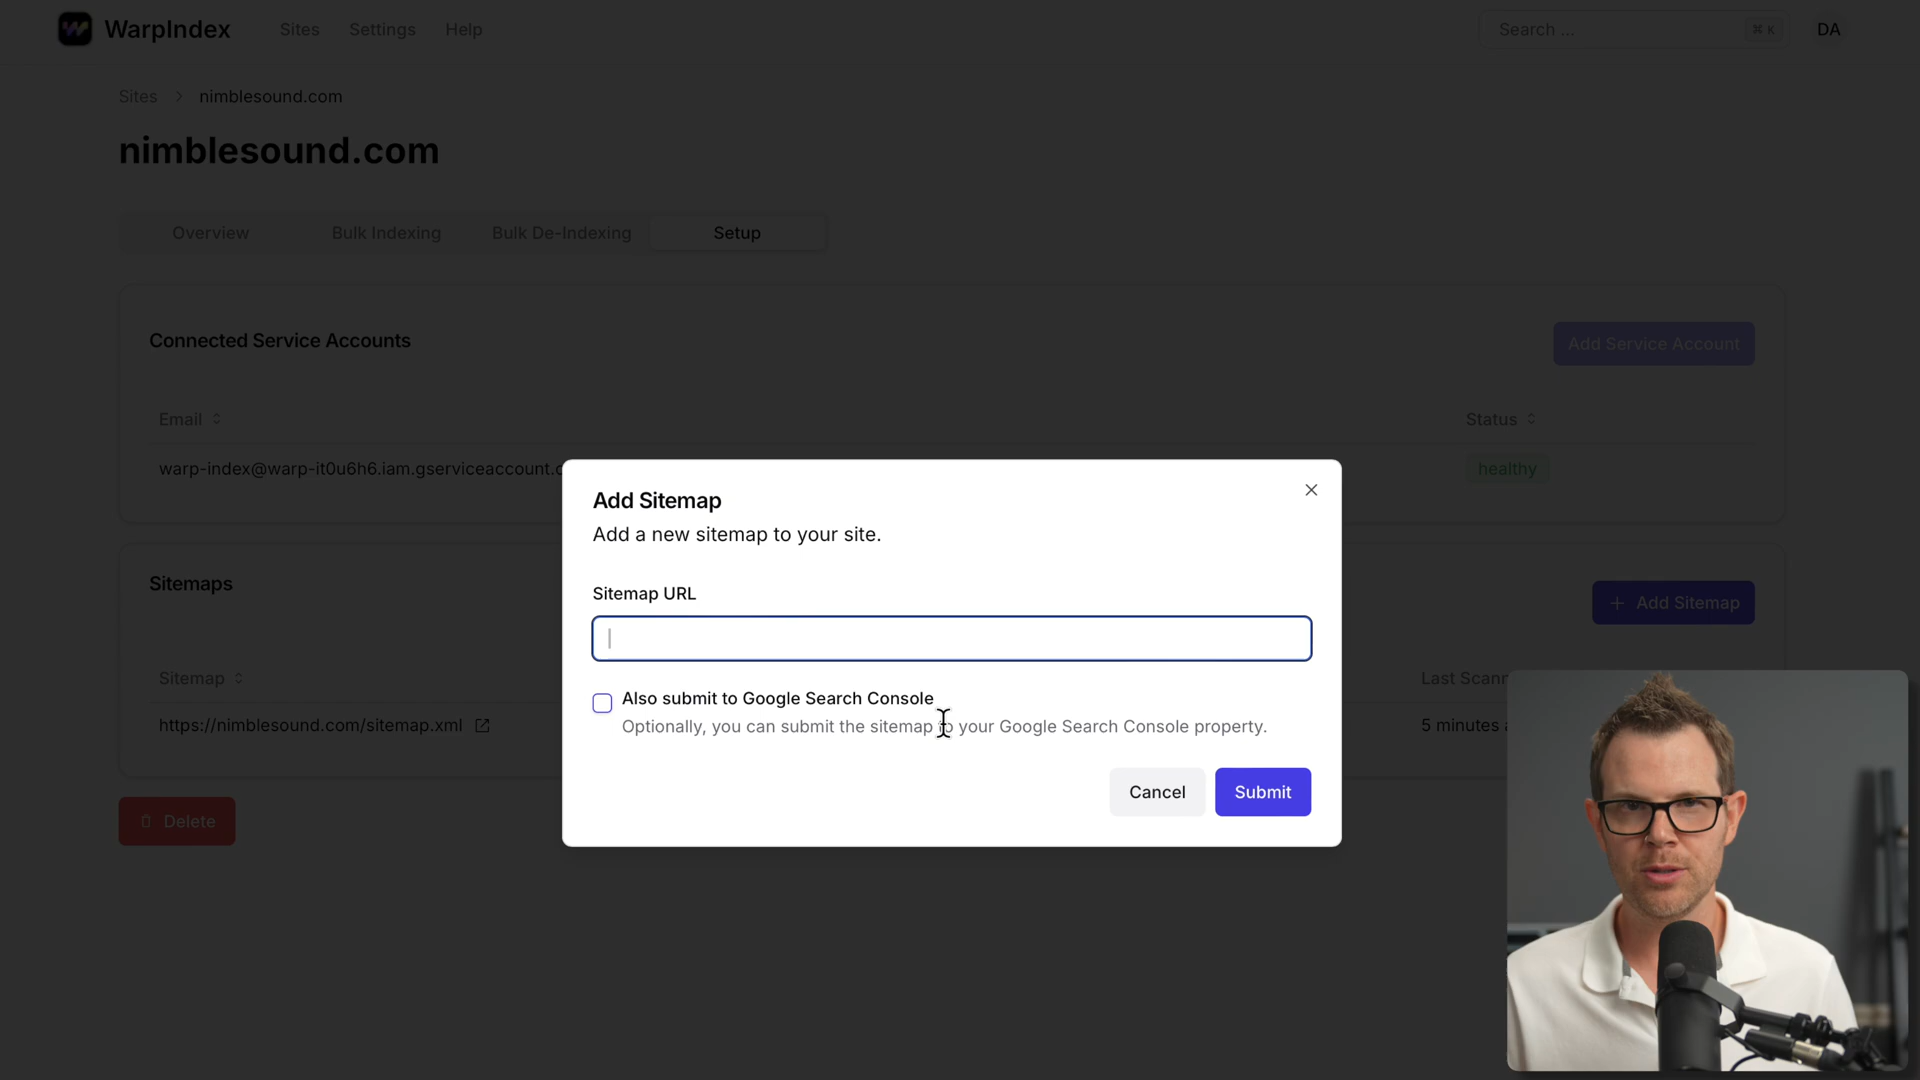 WarpIndex
Sites
Settings
Help
Search ...
⌘ K
DA
Sites > nimblesound.com
nimblesound.com
Overview
Bulk Indexing
Bulk De-Indexing
Setup
Connected Service Accounts
Add Service Account
Email
Status
warp-index@warp-it0u6h6.iam.gserviceaccount.c
healthy
Add Sitemap
Add a new sitemap to your site.
Sitemap URL
Also submit to Google Search Console
Optionally, you can submit the sitemap to your Google Search Console property.
Cancel
Submit
Sitemaps
+ Add Sitemap
Sitemap
Last Scann
https://nimblesound.com/sitemap.xml
5 minutes a
Delete